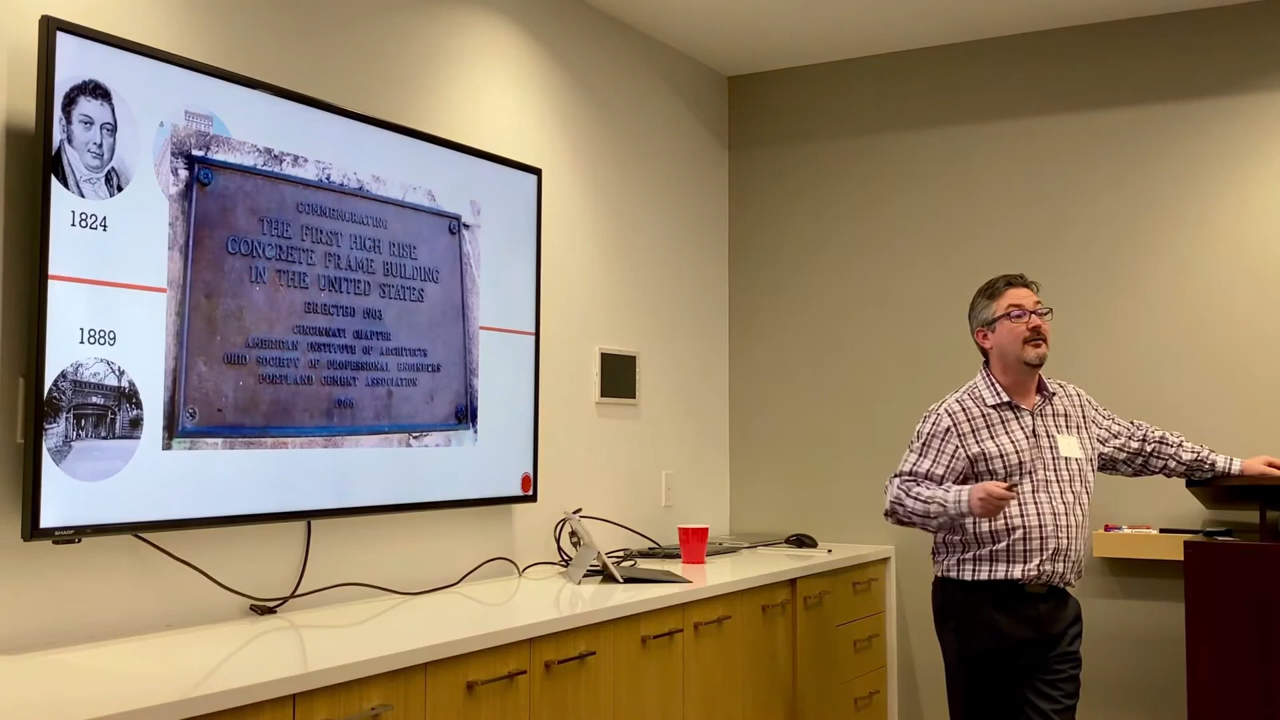 1824
1889
COMMEMORATING
THE FIRST HIGH RISE
CONCRETE FRAME BUILDING
IN THE UNITED STATES
ERECTED 1903
CINCINNATI CHAPTER
AMERICAN INSTITUTE OF ARCHITECTS
OHIO SOCIETY OF PROFESSIONAL ENGINEERS
PORTLAND CEMENT ASSOCIATION
1966
SHARP